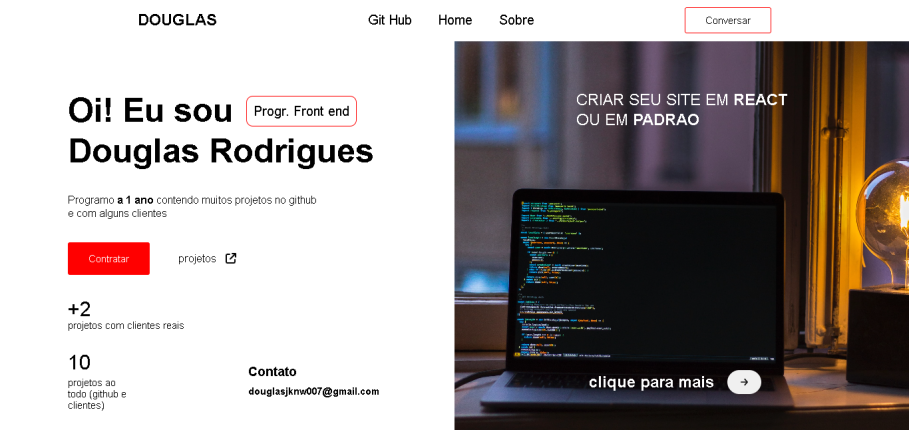 DOUGLAS
Git Hub Home Sobre
Conversar
Oi! Eu sou Progr. Front end
Douglas Rodrigues
Programo a 1 ano contendo muitos projetos no github
e com alguns clientes
Contratar
projetos
+2
projetos com clientes reais
10
projetos ao
todo (github e
clientes)
Contato
douglasjknw007@gmail.com
CRIAR SEU SITE EM REACT
OU EM PADRAO
clique para mais